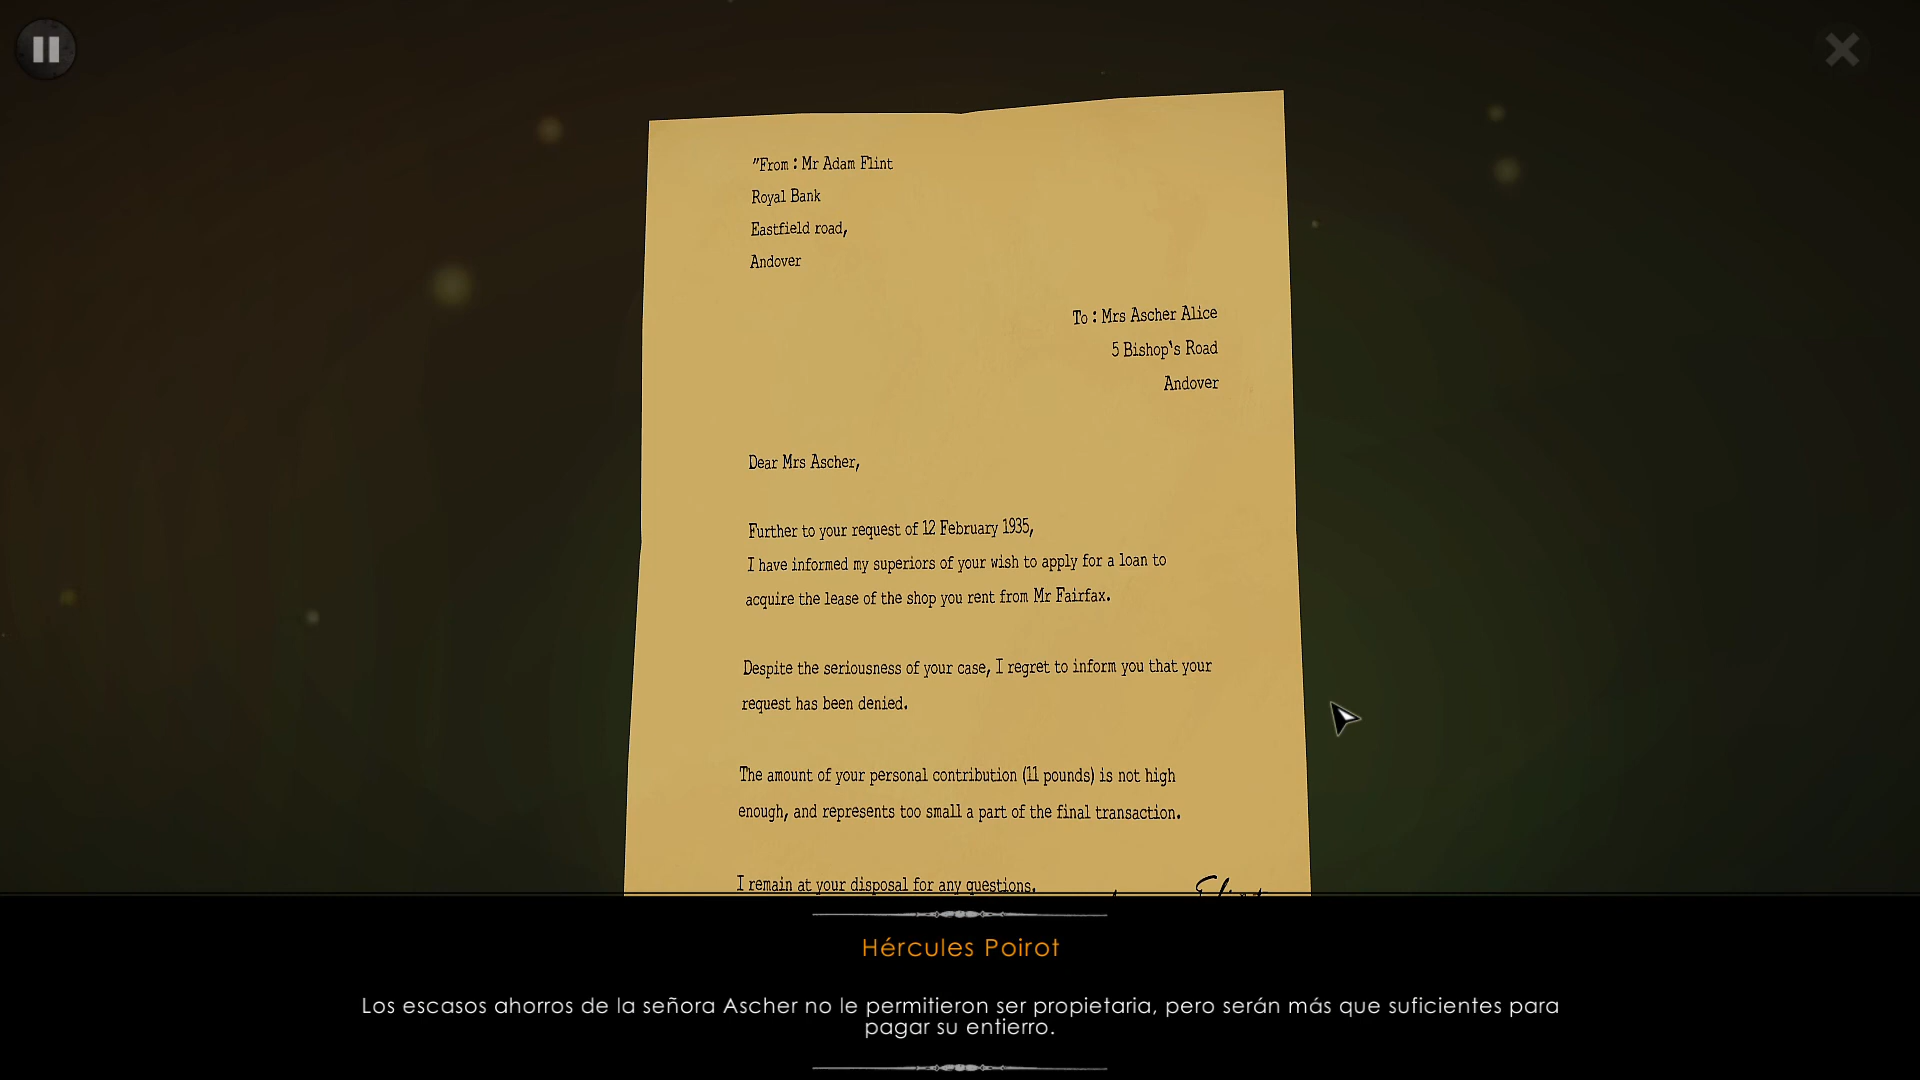 "From : Mr Adam Flint
Royal Bank
Eastfield road,
Andover
To : Mrs Ascher Alice
5 Bishop's Road
Andover
Dear Mrs Ascher,
Further to your request of 12 February 1935,
I have informed my superiors of your wish to apply for a loan to
acquire the lease of the shop you rent from Mr Fairfax.
Despite the seriousness of your case, I regret to inform you that your
request has been denied.
The amount of your personal contribution (11 pounds) is not high
enough, and represents too small a part of the final transaction.
I remain at your disposal for any questions.
Hércules Poirot
Los escasos ahorros de la señora Ascher no le permitieron ser propietaria, pero serán más que suficientes para
pagar su entierro.